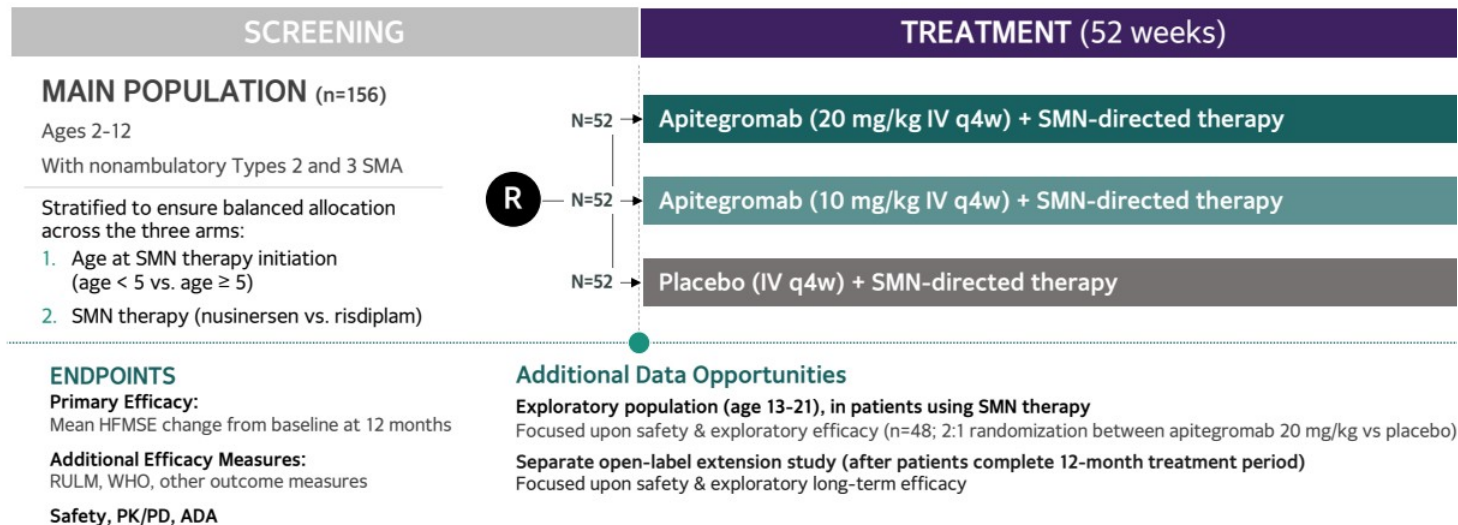 SCREENING
TREATMENT (52 weeks)
MAIN POPULATION (n=156)
Ages 2-12
With nonambulatory Types 2 and 3 SMA
Stratified to ensure balanced allocation
across the three arms:
1. Age at SMN therapy initiation
(age < 5 vs. age ≥ 5)
2. SMN therapy (nusinersen vs. risdiplam)
R
N=52
Apitegromab (20 mg/kg IV q4w) + SMN-directed therapy
N=52
Apitegromab (10 mg/kg IV q4w) + SMN-directed therapy
N=52
Placebo (IV q4w) + SMN-directed therapy
ENDPOINTS
Primary Efficacy:
Mean HFMSE change from baseline at 12 months
Additional Efficacy Measures:
RULM, WHO, other outcome measures
Safety, PK/PD, ADA
Additional Data Opportunities
Exploratory population (age 13-21), in patients using SMN therapy
Focused upon safety & exploratory efficacy (n=48; 2:1 randomization between apitegromab 20 mg/kg vs placebo)
Separate open-label extension study (after patients complete 12-month treatment period)
Focused upon safety & exploratory long-term efficacy